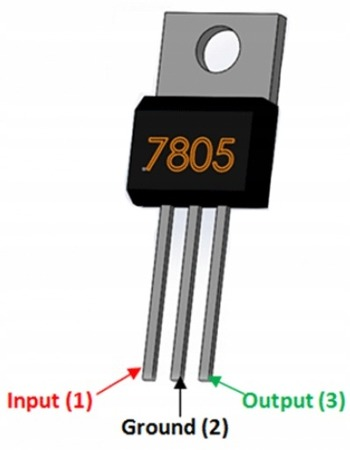 7805
Input (1)
Output (3)
Ground (2)